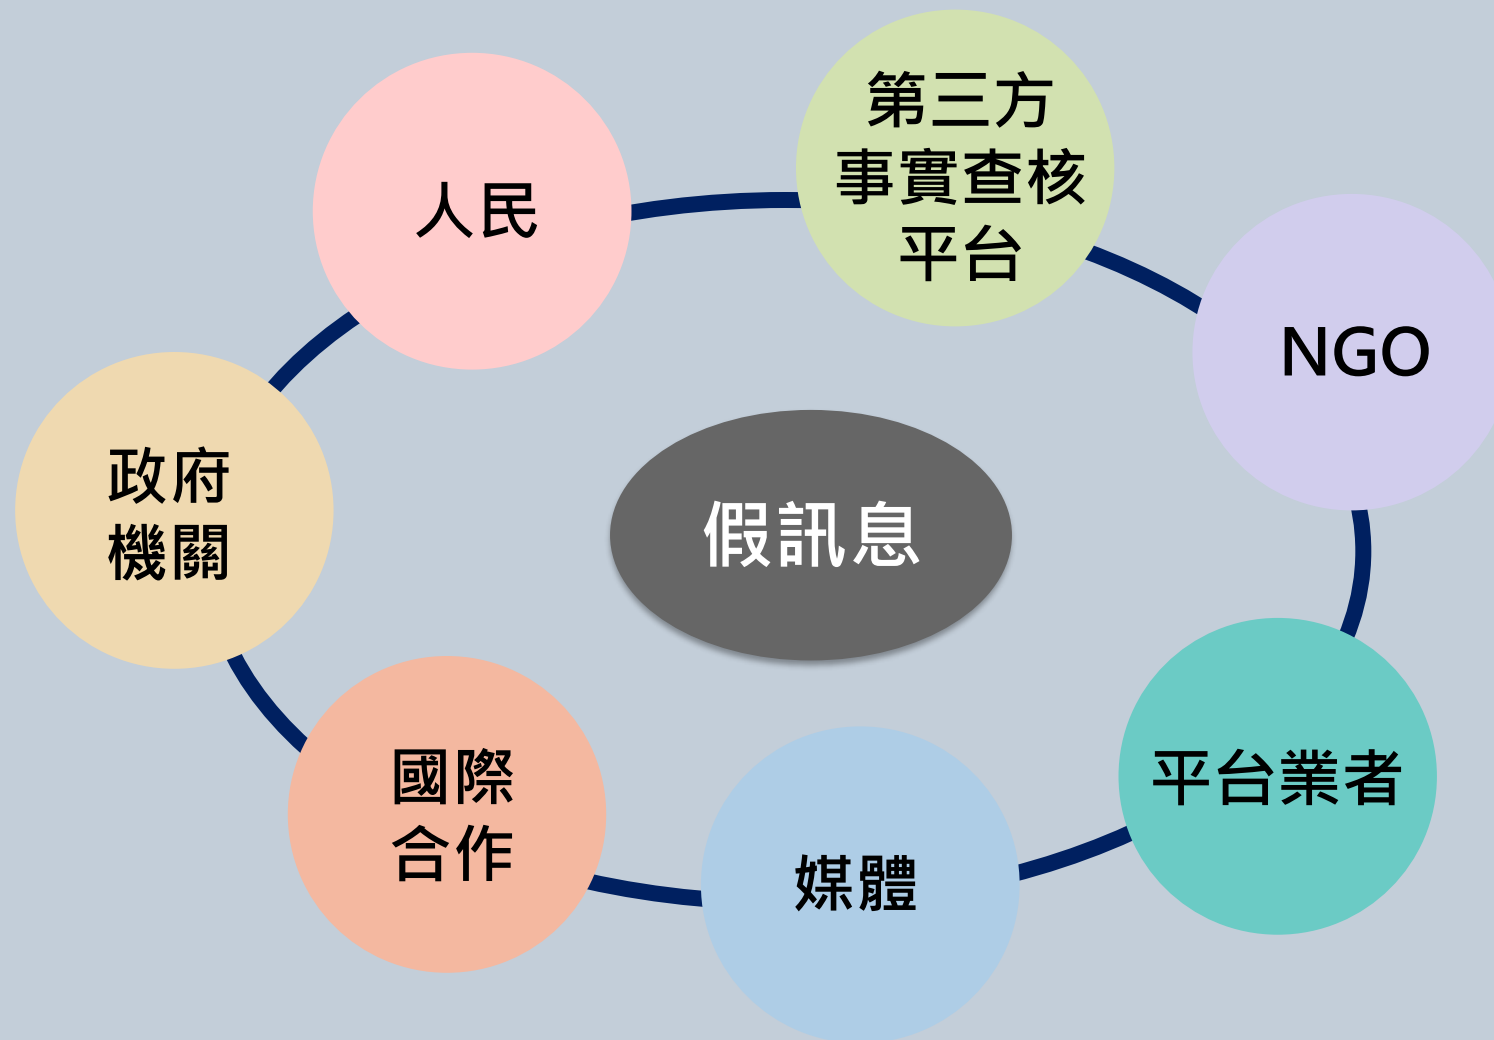 第三方
事實查核
平台
人民
NGO
政府
機關
假訊息
國際
合作
平台業者
媒體